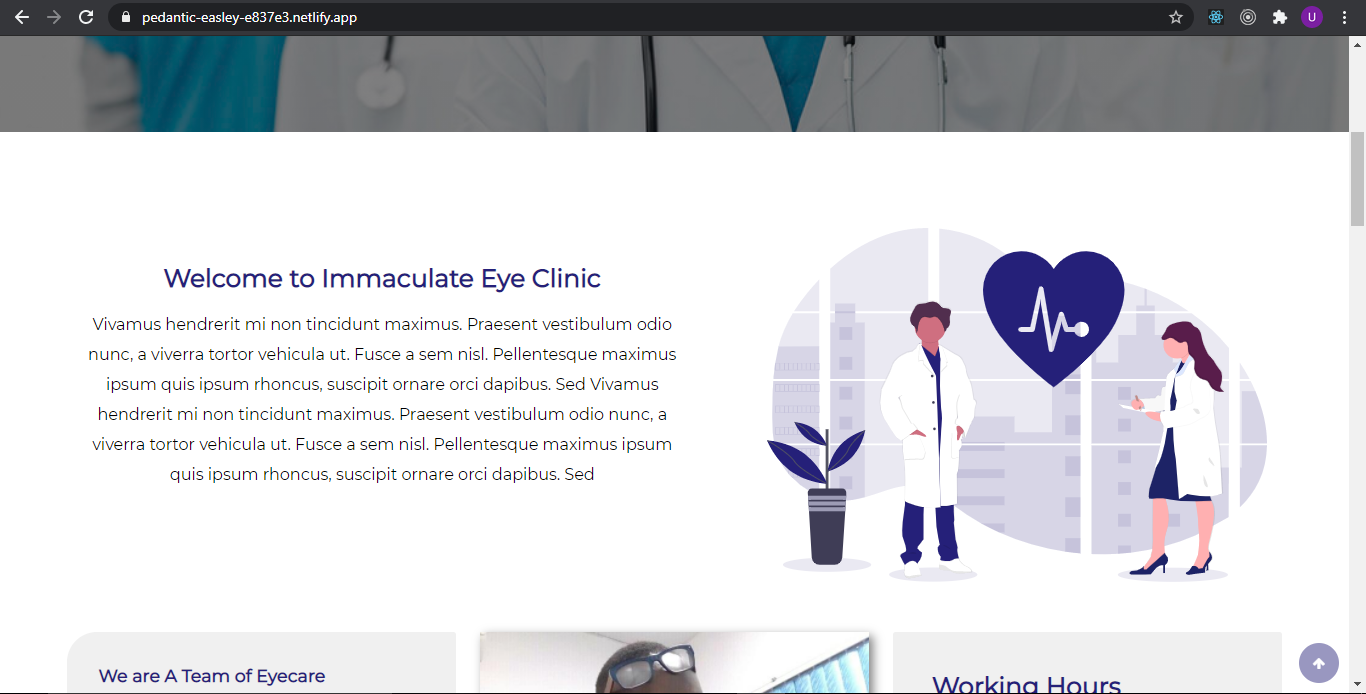 pedantic-easley-e837e3.netlify.app
U
Welcome to Immaculate Eye Clinic
Vivamus hendrerit mi non tincidunt maximus. Praesent vestibulum odio
nunc, a viverra tortor vehicula ut. Fusce a sem nisl. Pellentesque maximus
ipsum quis ipsum rhoncus, suscipit ornare orci dapibus. Sed Vivamus
hendrerit mi non tincidunt maximus. Praesent vestibulum odio nunc, a
viverra tortor vehicula ut. Fusce a sem nisl. Pellentesque maximus ipsum
quis ipsum rhoncus, suscipit ornare orci dapibus. Sed
We are A Team of Eyecare
Working Hours